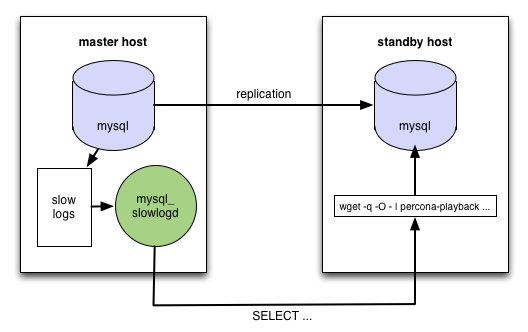 master host
standby host
replication
mysql
mysql
slow
logs
mysql_
slowlogd
wget -q -O - | percona-playback ...
SELECT ...